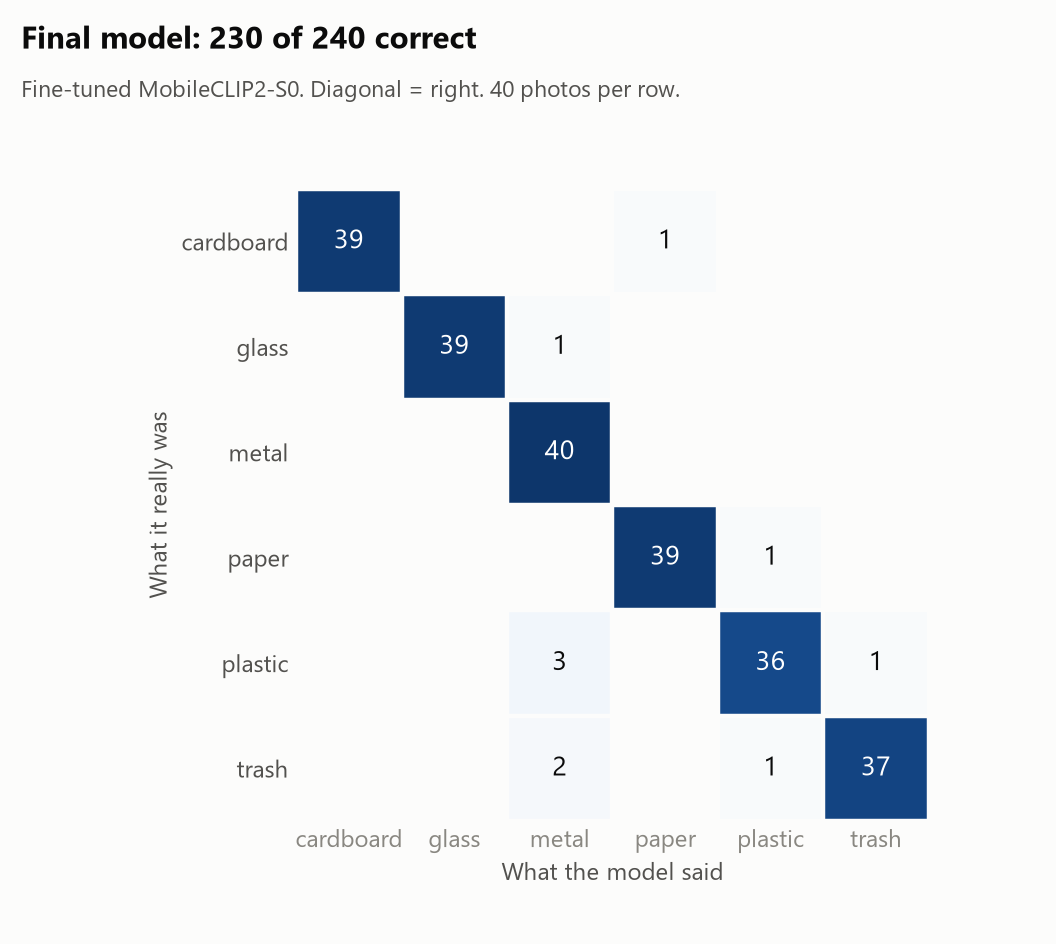 Final model: 230 of 240 correct
Fine-tuned MobileCLIP2-S0. Diagonal = right. 40 photos per row.
What it really was
cardboard 39 1
glass 39 1
metal 40
paper 39 1
plastic 3 36 1
trash 2 1 37
cardboard glass metal paper plastic trash
What the model said